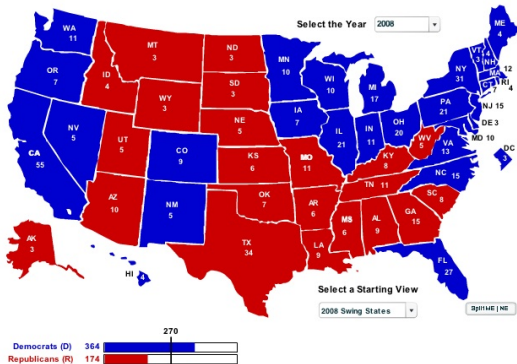 Select the Year 2008
WA
11
OR
7
CA
55
NV
5
ID
4
MT
3
WY
3
UT
5
AZ
10
CO
9
NM
5
ND
3
SD
3
NE
5
KS
6
OK
7
TX
34
MN
10
IA
7
MO
11
AR
6
LA
9
WI
10
IL
21
MI
17
IN
11
OH
20
KY
8
TN 11
MS
6
AL
9
GA
15
FL
27
SC
8
NC 15
VA
13
WV
5
PA
21
NY
31
VT
3
4
NH
ME
4
MA
12
RI
4
CT
7
NJ 15
DE 3
MD 10
DC
3
AK
3
HI
4
Select a Starting View
2008 Swing States
Split ME | NE
270
Democrats (D) 364
Republicans (R) 174